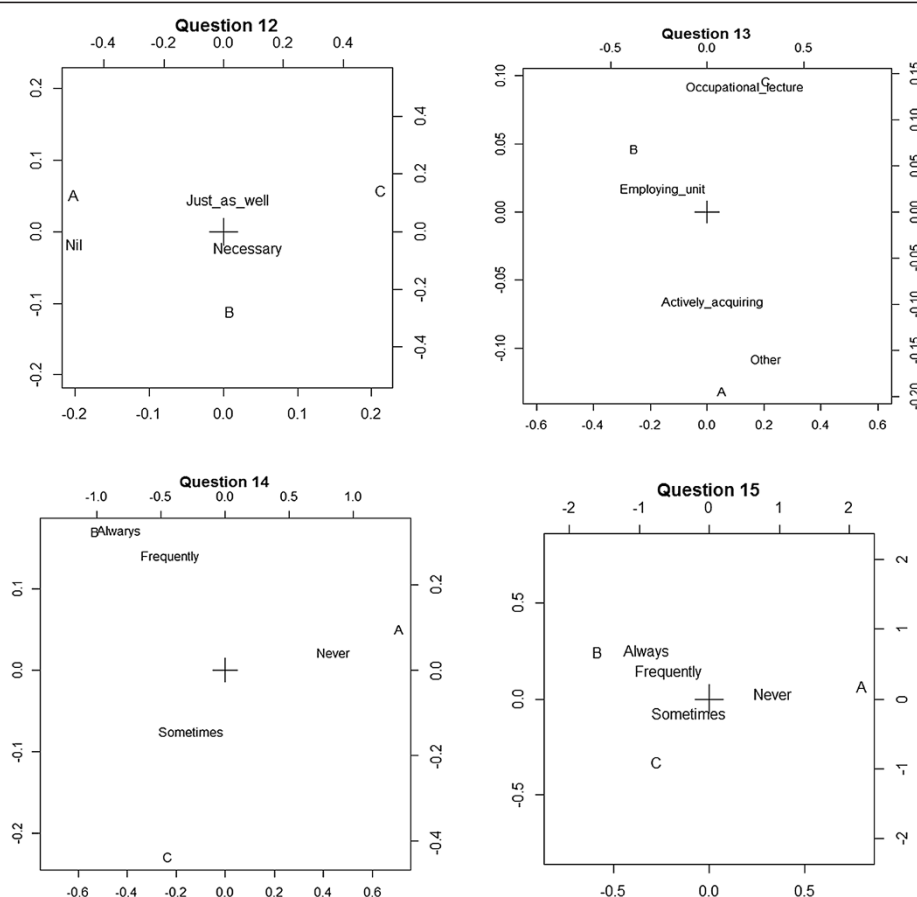 Question 12
-0.4 -0.2 0.0 0.2 0.4
0.2 0.4
0.1 0.2
A Just_as_well C
0.0 0.0
Nil Necessary
B
-0.1 -0.2
-0.2 -0.4
-0.2 -0.1 0.0 0.1 0.2
Question 13
-0.5 0.0 0.5
0.10 0.15
C
Occupational_lecture
0.10
0.05 B 0.05
Employing_unit
0.00 0.00
-0.05 -0.05
Actively_acquiring -0.10
-0.10 Other -0.15
A -0.20
-0.6 -0.4 -0.2 0.0 0.2 0.4 0.6
Question 14
-1.0 -0.5 0.0 0.5 1.0
B Alwarys
Frequently
0.1 0.2
A
Never
0.0 0.0
Sometimes
-0.1 -0.2
-0.2 C -0.4
-0.6 -0.4 -0.2 0.0 0.2 0.4 0.6
Question 15
-2 -1 0 1 2
2
0.5 1
B Always
Frequently
0.0 Never A 0
Sometimes
C
-0.5 -1
-2
-0.5 0.0 0.5